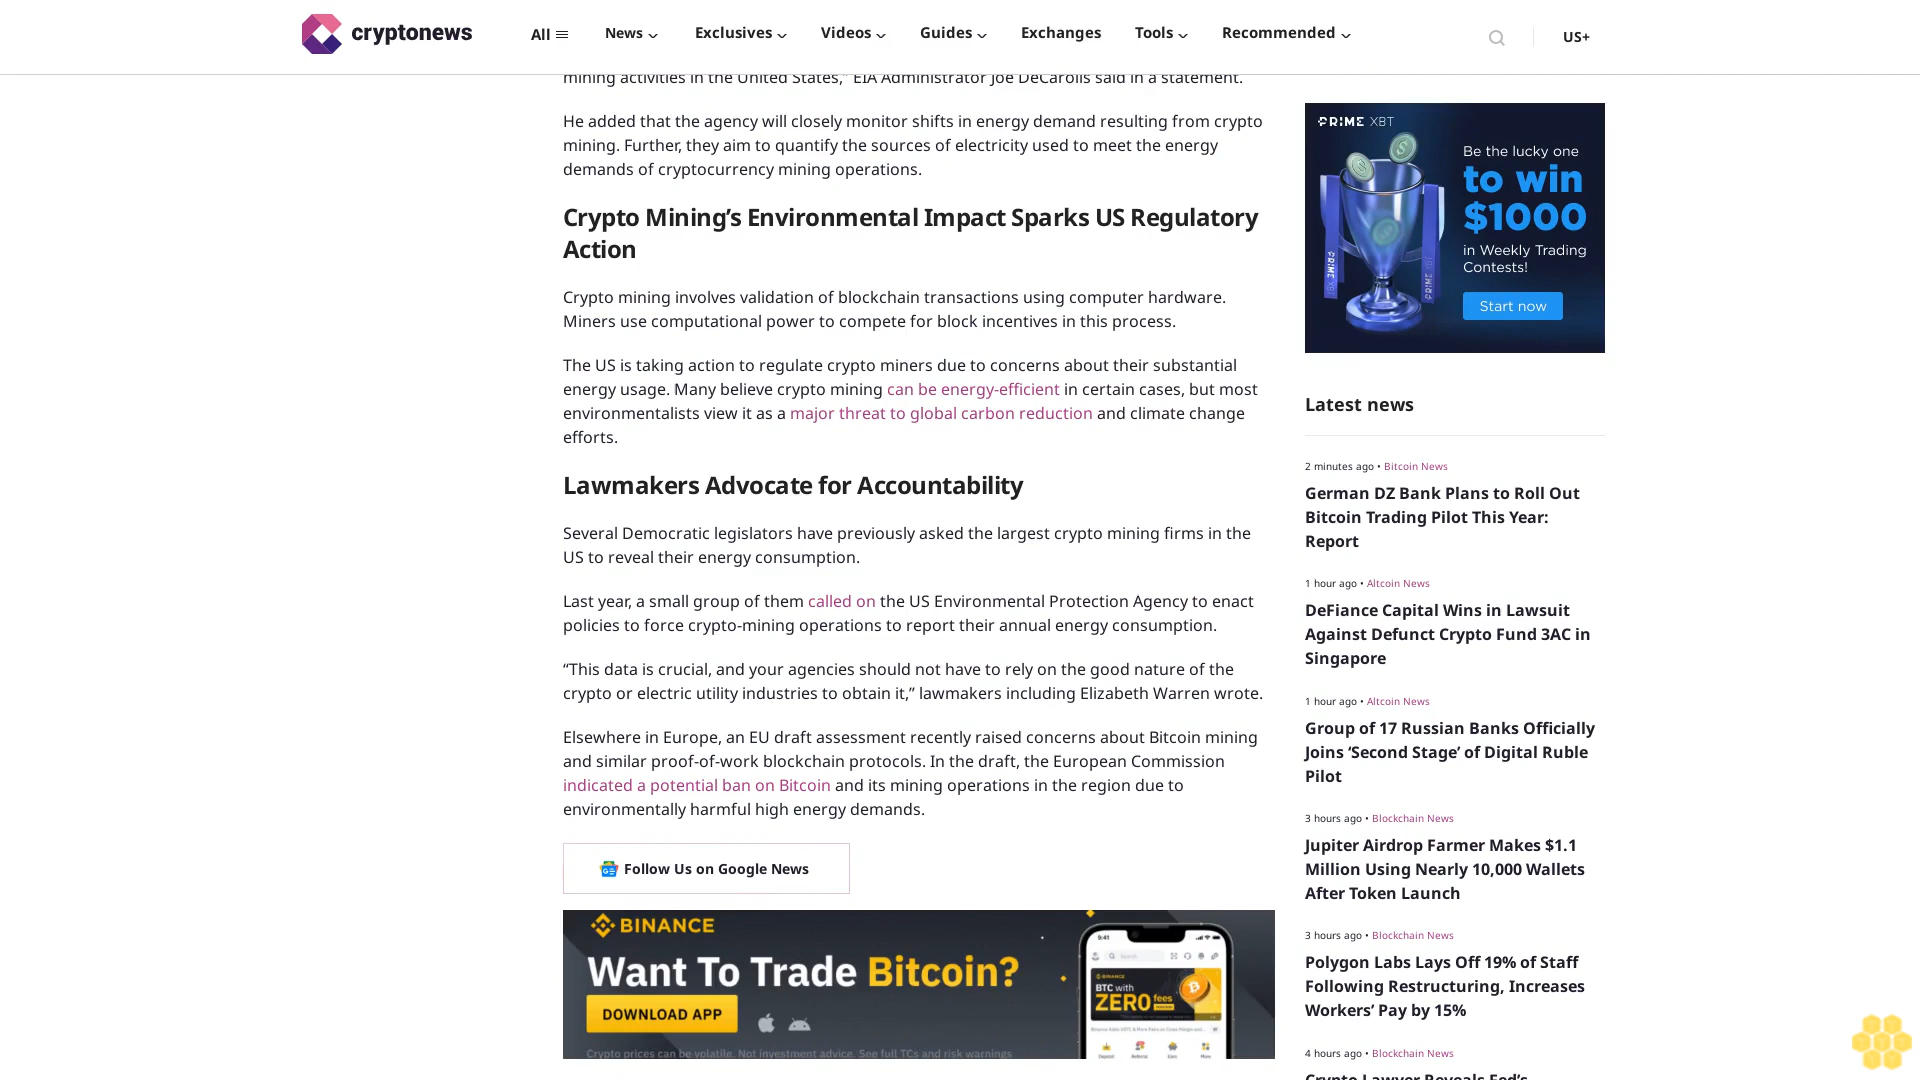 cryptonews
All
News
Exclusives
Videos
Guides
Exchanges
Tools
Recommended
US+
mining activities in the United States,” EIA Administrator Joe DeCarolis said in a statement.
He added that the agency will closely monitor shifts in energy demand resulting from crypto
mining. Further, they aim to quantify the sources of electricity used to meet the energy
demands of cryptocurrency mining operations.
Crypto Mining’s Environmental Impact Sparks US Regulatory
Action
Crypto mining involves validation of blockchain transactions using computer hardware.
Miners use computational power to compete for block incentives in this process.
The US is taking action to regulate crypto miners due to concerns about their substantial
energy usage. Many believe crypto mining can be energy-efficient in certain cases, but most
environmentalists view it as a major threat to global carbon reduction and climate change
efforts.
Lawmakers Advocate for Accountability
Several Democratic legislators have previously asked the largest crypto mining firms in the
US to reveal their energy consumption.
Last year, a small group of them called on the US Environmental Protection Agency to enact
policies to force crypto-mining operations to report their annual energy consumption.
“This data is crucial, and your agencies should not have to rely on the good nature of the
crypto or electric utility industries to obtain it,” lawmakers including Elizabeth Warren wrote.
Elsewhere in Europe, an EU draft assessment recently raised concerns about Bitcoin mining
and similar proof-of-work blockchain protocols. In the draft, the European Commission
indicated a potential ban on Bitcoin and its mining operations in the region due to
environmentally harmful high energy demands.
Follow Us on Google News
BINANCE
Want To Trade Bitcoin?
DOWNLOAD APP
Crypto prices can be volatile. Not investment advice. See full TCs and risk warnings
9:41
Search
BINANCE
BTC with
ZERO fees
Deposit
Referral
Earn
More
PRIME XBT
Be the lucky one
to win
$1000
in Weekly Trading
Contests!
Start now
Latest news
2 minutes ago • Bitcoin News
German DZ Bank Plans to Roll Out
Bitcoin Trading Pilot This Year:
Report
1 hour ago • Altcoin News
DeFiance Capital Wins in Lawsuit
Against Defunct Crypto Fund 3AC in
Singapore
1 hour ago • Altcoin News
Group of 17 Russian Banks Officially
Joins ‘Second Stage’ of Digital Ruble
Pilot
3 hours ago • Blockchain News
Jupiter Airdrop Farmer Makes $1.1
Million Using Nearly 10,000 Wallets
After Token Launch
3 hours ago • Blockchain News
Polygon Labs Lays Off 19% of Staff
Following Restructuring, Increases
Workers’ Pay by 15%
4 hours ago • Blockchain News
Crypto Lawyer Reveals Fed’s